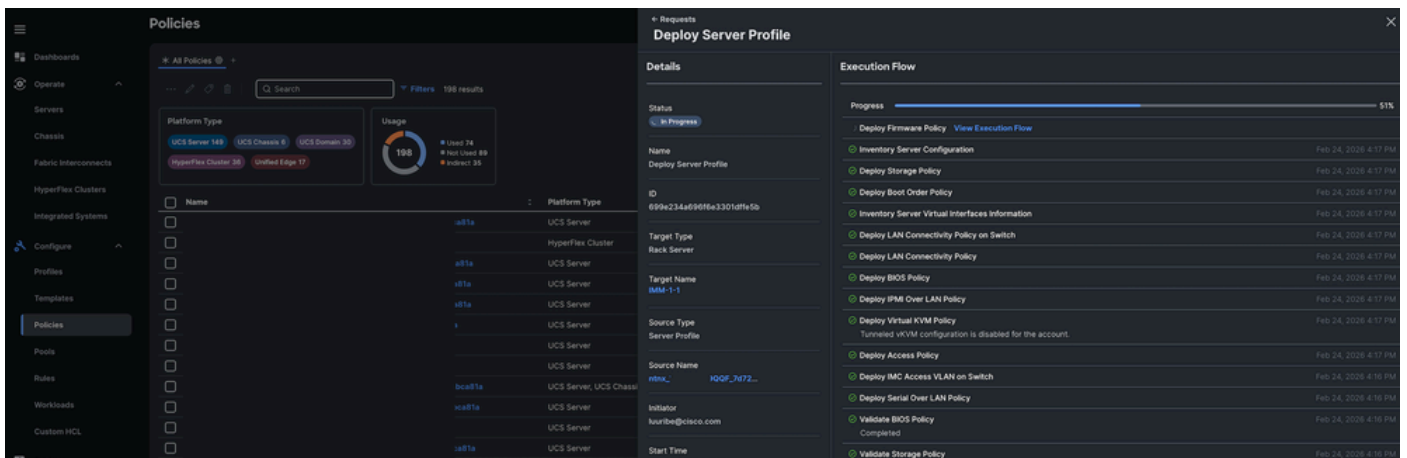 Policies
Dashboards
Operate
Servers
Chassis
Fabric Interconnects
HyperFlex Clusters
Integrated Systems
Configure
Profiles
Templates
Policies
Pools
Rules
Workloads
Custom HCL
All Policies
Search
Filters 198 results
Platform Type
UCS Server 149 UCS Chassis 6 UCS Domain 30
HyperFlex Cluster 38 Unified Edge 17
Usage
198
Used 74
Not Used 89
Indirect 35
Name Platform Type
a81a UCS Server
HyperFlex Cluster
a81a UCS Server
UCS Server
UCS Server
UCS Server
UCS Server
UCS Server
bca81a UCS Server, UCS Chassi
UCS Server
UCS Server
UCS Server
← Requests
Deploy Server Profile
Details
Status
In Progress
Name
Deploy Server Profile
ID
699e234a696f6e3301dffe5b
Target Type
Rack Server
Target Name
IMM-1-1
Source Type
Server Profile
Source Name
ntnx_
Initiator
luuribe@cisco.com
Start Time
Execution Flow
Progress 51%
Deploy Firmware Policy View Execution Flow
Inventory Server Configuration Feb 24, 2026 4:17 PM
Deploy Storage Policy Feb 24, 2026 4:17 PM
Deploy Boot Order Policy Feb 24, 2026 4:17 PM
Inventory Server Virtual Interfaces Information Feb 24, 2026 4:17 PM
Deploy LAN Connectivity Policy on Switch Feb 24, 2026 4:17 PM
Deploy LAN Connectivity Policy Feb 24, 2026 4:17 PM
Deploy BIOS Policy Feb 24, 2026 4:17 PM
Deploy IPMI Over LAN Policy Feb 24, 2026 4:17 PM
Deploy Virtual KVM Policy Feb 24, 2026 4:17 PM
Tunneled vKVM configuration is disabled for the account.
Deploy Access Policy Feb 24, 2026 4:17 PM
Deploy IMC Access VLAN on Switch Feb 24, 2026 4:16 PM
Deploy Serial Over LAN Policy Feb 24, 2026 4:16 PM
Validate BIOS Policy Feb 24, 2026 4:16 PM
Completed
Validate Storage Policy Feb 24, 2026 4:16 PM